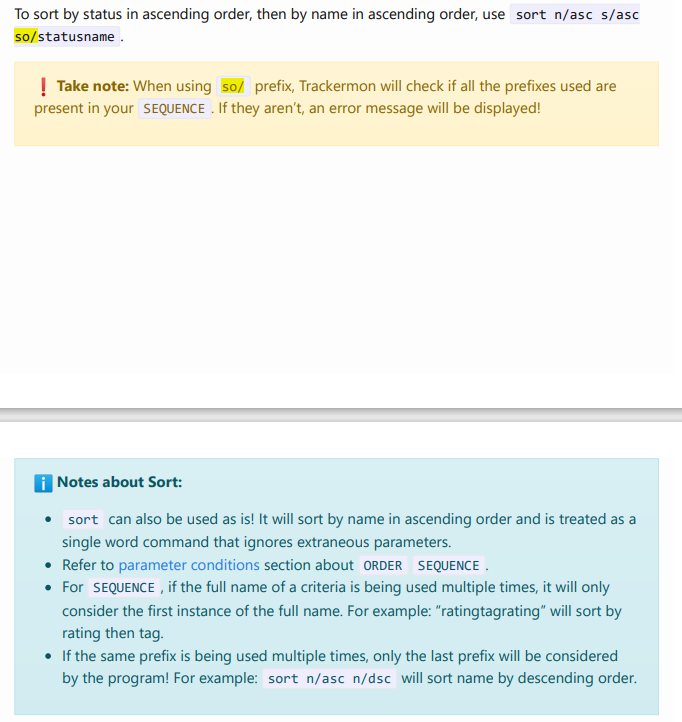 To sort by status in ascending order, then by name in ascending order, use sort n/asc s/asc
so/statusname .
❗ Take note: When using so/ prefix, Trackermon will check if all the prefixes used are
present in your SEQUENCE . If they aren't, an error message will be displayed!
ℹ️ Notes about Sort:
• sort can also be used as is! It will sort by name in ascending order and is treated as a
single word command that ignores extraneous parameters.
• Refer to parameter conditions section about ORDER SEQUENCE .
• For SEQUENCE , if the full name of a criteria is being used multiple times, it will only
consider the first instance of the full name. For example: “ratingtagrating” will sort by
rating then tag.
• If the same prefix is being used multiple times, only the last prefix will be considered
by the program! For example: sort n/asc n/dsc will sort name by descending order.